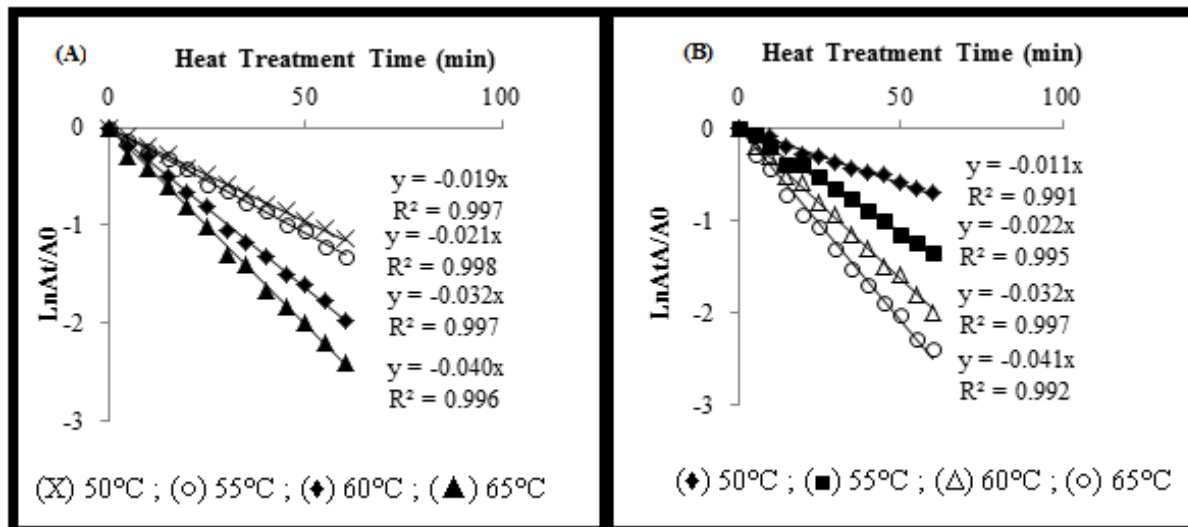 (A) Heat Treatment Time (min)
0 50 100
0
-1
-2
-3
LnAt/A0
y = -0.019x
R² = 0.997
y = -0.021x
R² = 0.998
y = -0.032x
R² = 0.997
y = -0.040x
R² = 0.996
(X) 50°C ; (○) 55°C ; (♦) 60°C ; (▲) 65°C
(B) Heat Treatment Time (min)
0 50 100
0
-1
-2
-3
LnAtA/A0
y = -0.011x
R² = 0.991
y = -0.022x
R² = 0.995
y = -0.032x
R² = 0.997
y = -0.041x
R² = 0.992
(♦) 50°C ; (■) 55°C ; (△) 60°C ; (○) 65°C